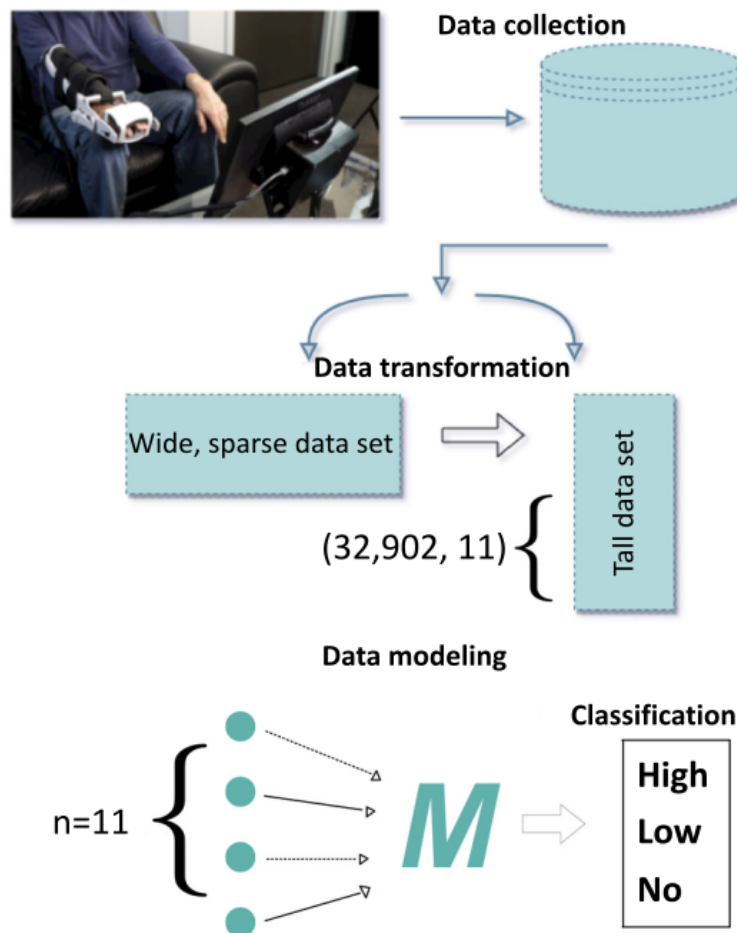 Data collection
Data transformation
Wide, sparse data set
Tall data set
(32,902, 11)
Data modeling
Classification
n=11
M
High
Low
No